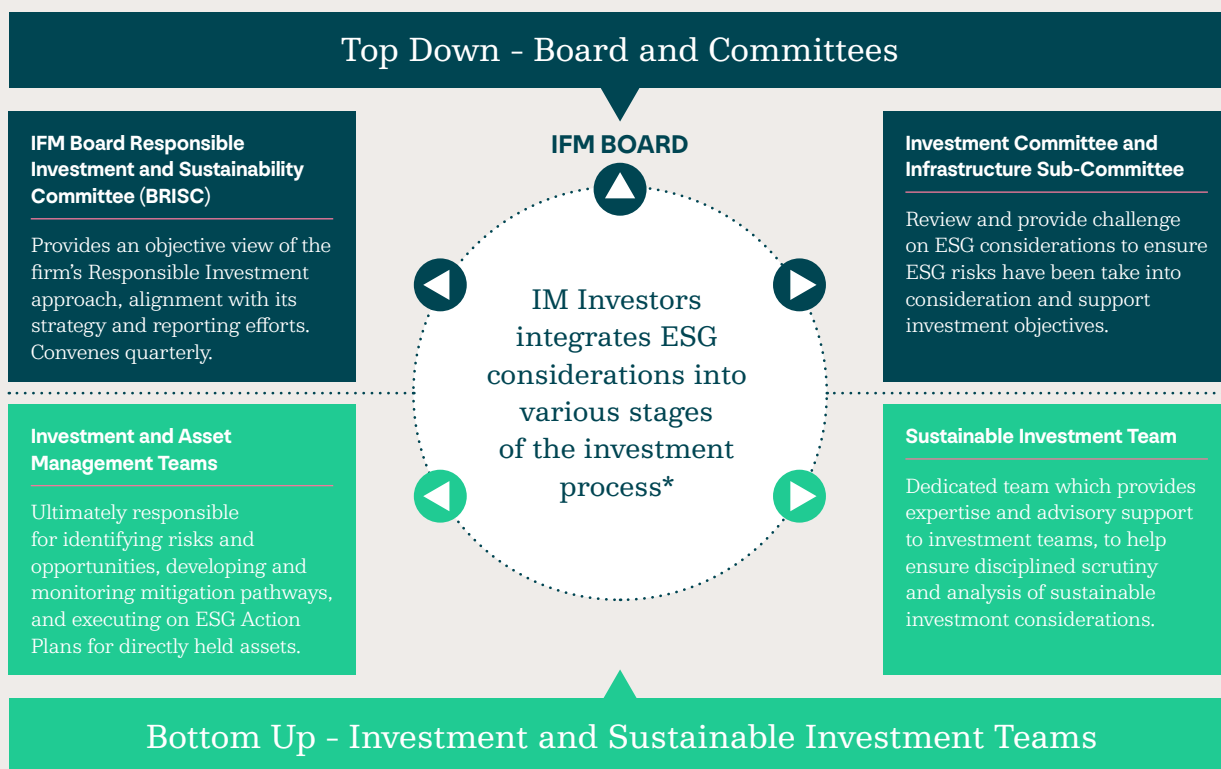 Top Down - Board and Committees
IFM Board Responsible
Investment and Sustainability
Committee (BRISC)
Provides an objective view of the
firm's Responsible Investment
approach, alignment with its
strategy and reporting efforts.
Convenes quarterly.
IFM BOARD
IM Investors
integrates ESG
considerations into
various stages
of the investment
process*
Investment Committee and
Infrastructure Sub-Committee
Review and provide challenge
on ESG considerations to ensure
ESG risks have been take into
consideration and support
investment objectives.
Investment and Asset
Management Teams
Ultimately responsible
for identifying risks and
opportunities, developing and
monitoring mitigation pathways,
and executing on ESG Action
Plans for directly held assets.
Sustainable Investment Team
Dedicated team which provides
expertise and advisory support
to investment teams, to help
ensure disciplined scrutiny
and analysis of sustainable
investmont considerations.
Bottom Up - Investment and Sustainable Investment Teams